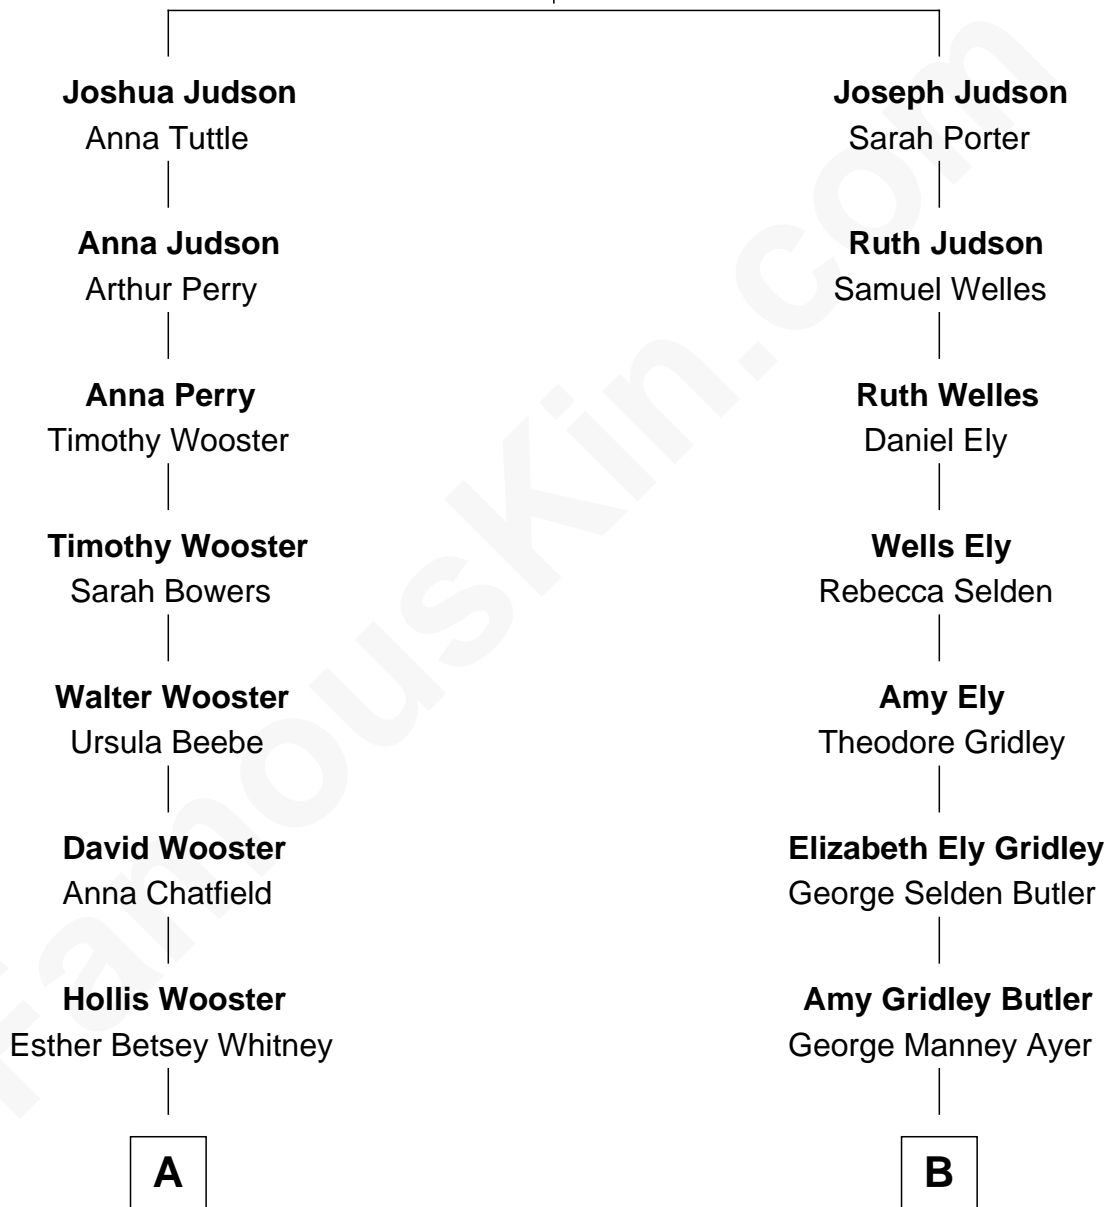 Joshua Judson
Anna Tuttle
Anna Judson
Arthur Perry
Anna Perry
Timothy Wooster
Timothy Wooster
Sarah Bowers
Walter Wooster
Ursula Beebe
David Wooster
Anna Chatfield
Hollis Wooster
Esther Betsey Whitney
A
Joseph Judson
Sarah Porter
Ruth Judson
Samuel Welles
Ruth Welles
Daniel Ely
Wells Ely
Rebecca Selden
Amy Ely
Theodore Gridley
Elizabeth Ely Gridley
George Selden Butler
Amy Gridley Butler
George Manney Ayer
B
FamousKin.com